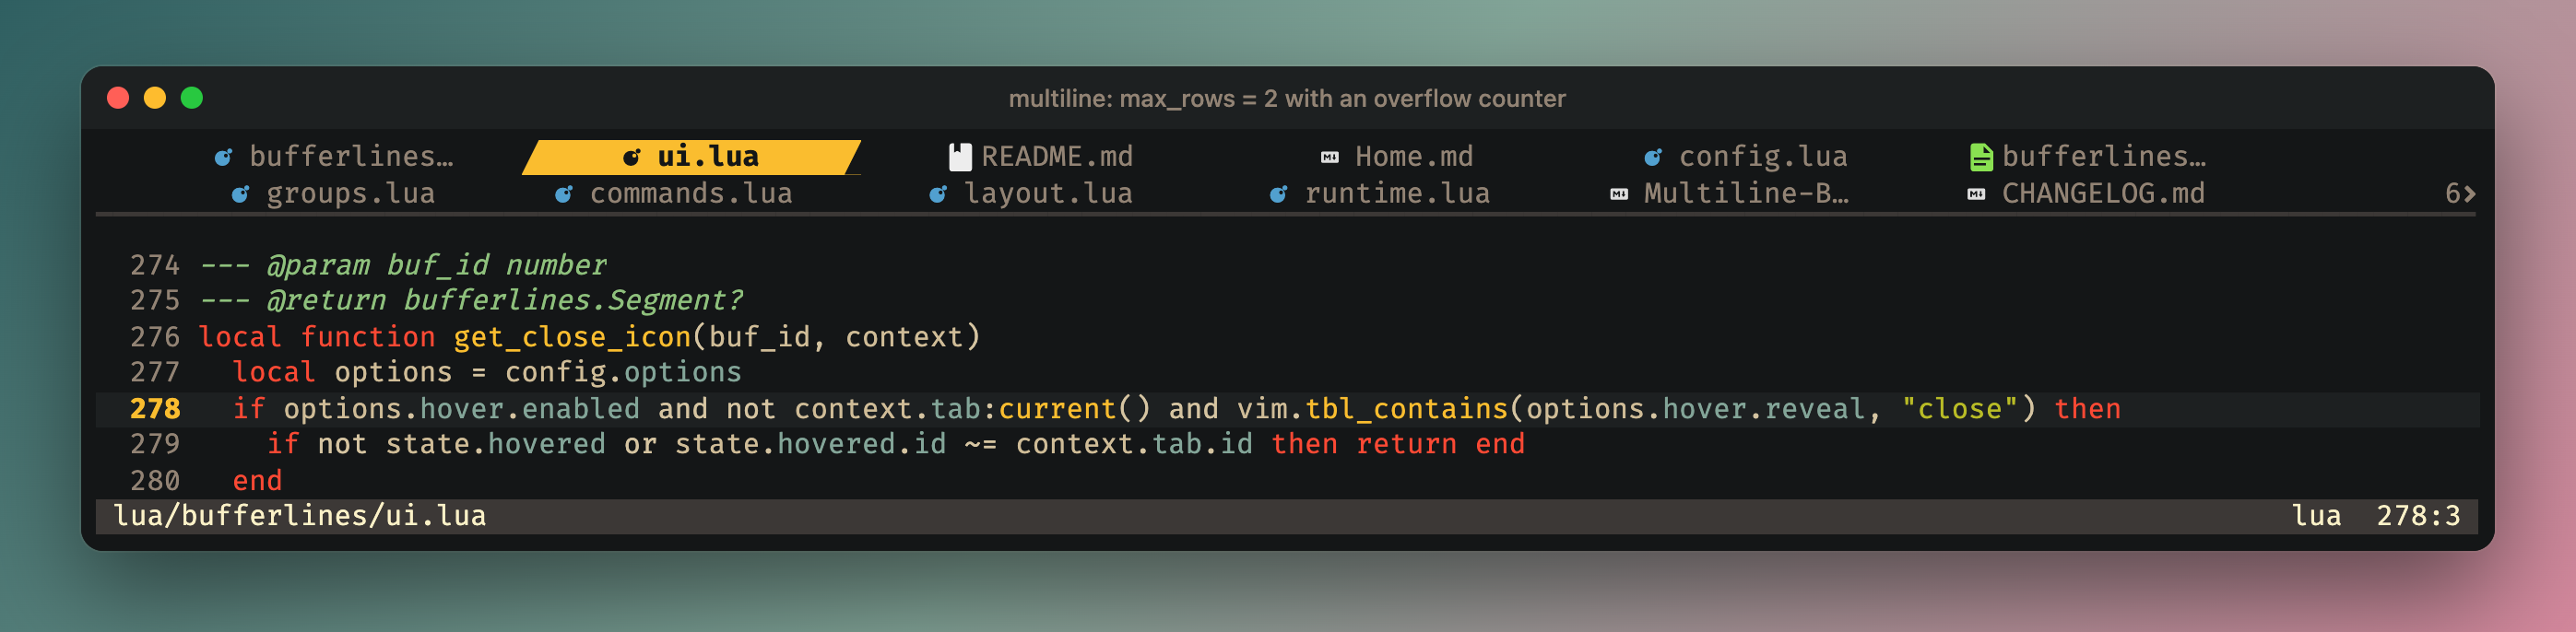 multiline: max_rows = 2 with an overflow counter
bufferlines… ui.lua README.md Home.md config.lua bufferlines…
groups.lua commands.lua layout.lua runtime.lua Multiline-B… CHANGELOG.md 6>
274 --- @param buf_id number
275 --- @return bufferlines.Segment?
276 local function get_close_icon(buf_id, context)
277 local options = config.options
278 if options.hover.enabled and not context.tab:current() and vim.tbl_contains(options.hover.reveal, "close") then
279 if not state.hovered or state.hovered.id ~= context.tab.id then return end
280 end
lua/bufferlines/ui.lua lua 278:3